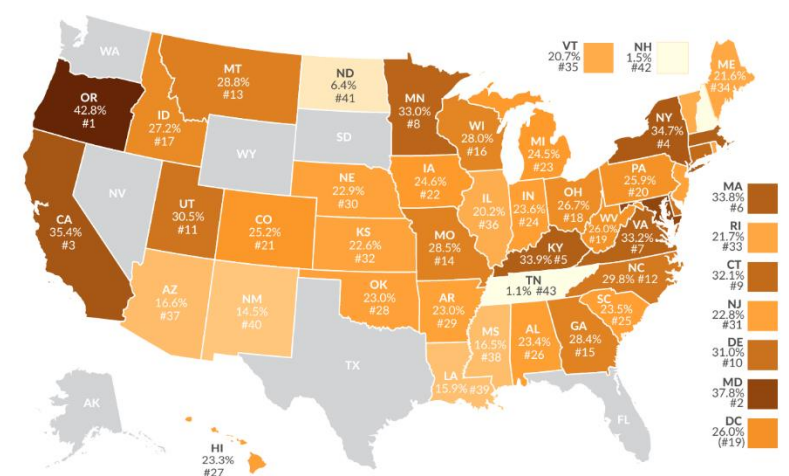 WA
OR
42.8%
#1
CA
35.4%
#3
NV
ID
27.2%
#17
MT
28.8%
#13
WY
UT
30.5%
#11
AZ
16.6%
#37
CO
25.2%
#21
NM
14.5%
#40
ND
6.4%
#41
SD
NE
22.9%
#30
KS
22.6%
#32
OK
23.0%
#28
TX
MN
33.0%
#8
IA
24.6%
#22
MO
28.5%
#14
AR
23.0%
#29
LA
15.9% #39
WI
28.0%
#16
IL
20.2%
#36
MI
24.5%
#23
IN
23.6%
#24
OH
26.7%
#18
KY
33.9% #5
TN
1.1% #43
MS
16.5%
#38
AL
23.4%
#26
GA
28.4%
#15
FL
SC
23.5%
#25
NC
29.8% #12
VA
33.2%
#7
WV
26.0%
#19
PA
25.9%
#20
NY
34.7%
#4
ME
21.6%
#34
VT
20.7%
#35
NH
1.5%
#42
MA
33.8%
#6
RI
21.7%
#33
CT
32.1%
#9
NJ
22.8%
#31
DE
31.0%
#10
MD
37.8%
#2
DC
26.0%
(#19)
AK
HI
23.3%
#27